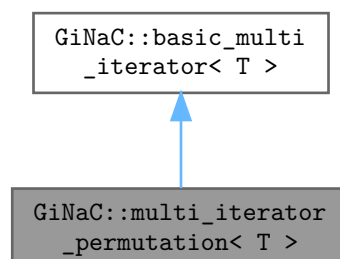 GiNaC::basic_multi
_iterator< T >
GiNaC::multi_iterator
_permutation< T >